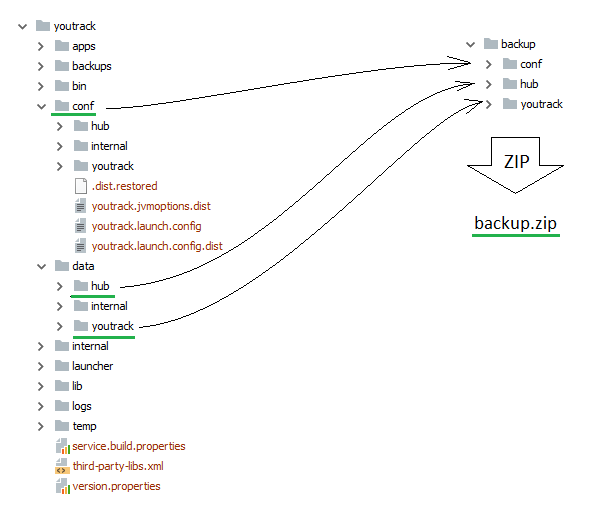 youtrack
apps
backups
bin
conf
hub
internal
youtrack
.dist.restored
youtrack.jvmoptions.dist
youtrack.launch.config
youtrack.launch.config.dist
data
hub
internal
youtrack
internal
launcher
lib
logs
temp
service.build.properties
third-party-libs.xml
version.properties
backup
conf
hub
youtrack
ZIP
backup.zip